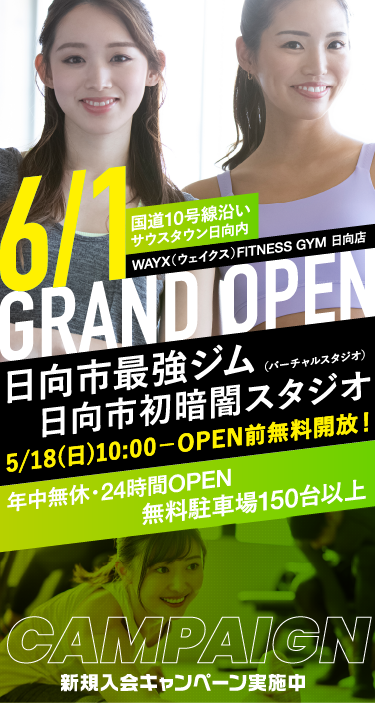 6/1
国道10号線沿い
サウスタウン日向内
WAYX(ウェイクス)FITNESS GYM 日向店
GRAND OPEN
日向市最強ジム
(バーチャルスタジオ)
日向市初暗闇スタジオ
5/18(日)10:00−OPEN前無料開放!
年中無休・24時間OPEN
無料駐車場150台以上
CAMPAIGN
新規入会キャンペーン実施中